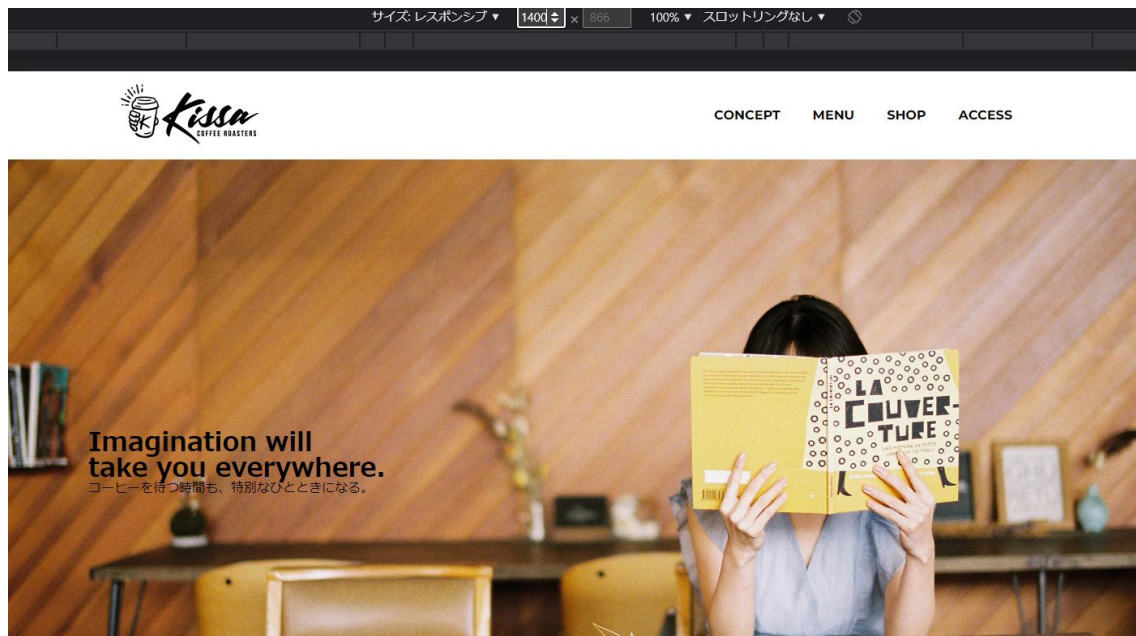 サイズ: レスポンシブ ▼ 1400 × 866 100% ▼ スロットリングなし ▼
K
Kissa
COFFEE ROASTERS
CONCEPT MENU SHOP ACCESS
LA
COUVER-
TURE
Imagination will
take you everywhere.
コーヒーを待つ時間も、特別なひとときになる。